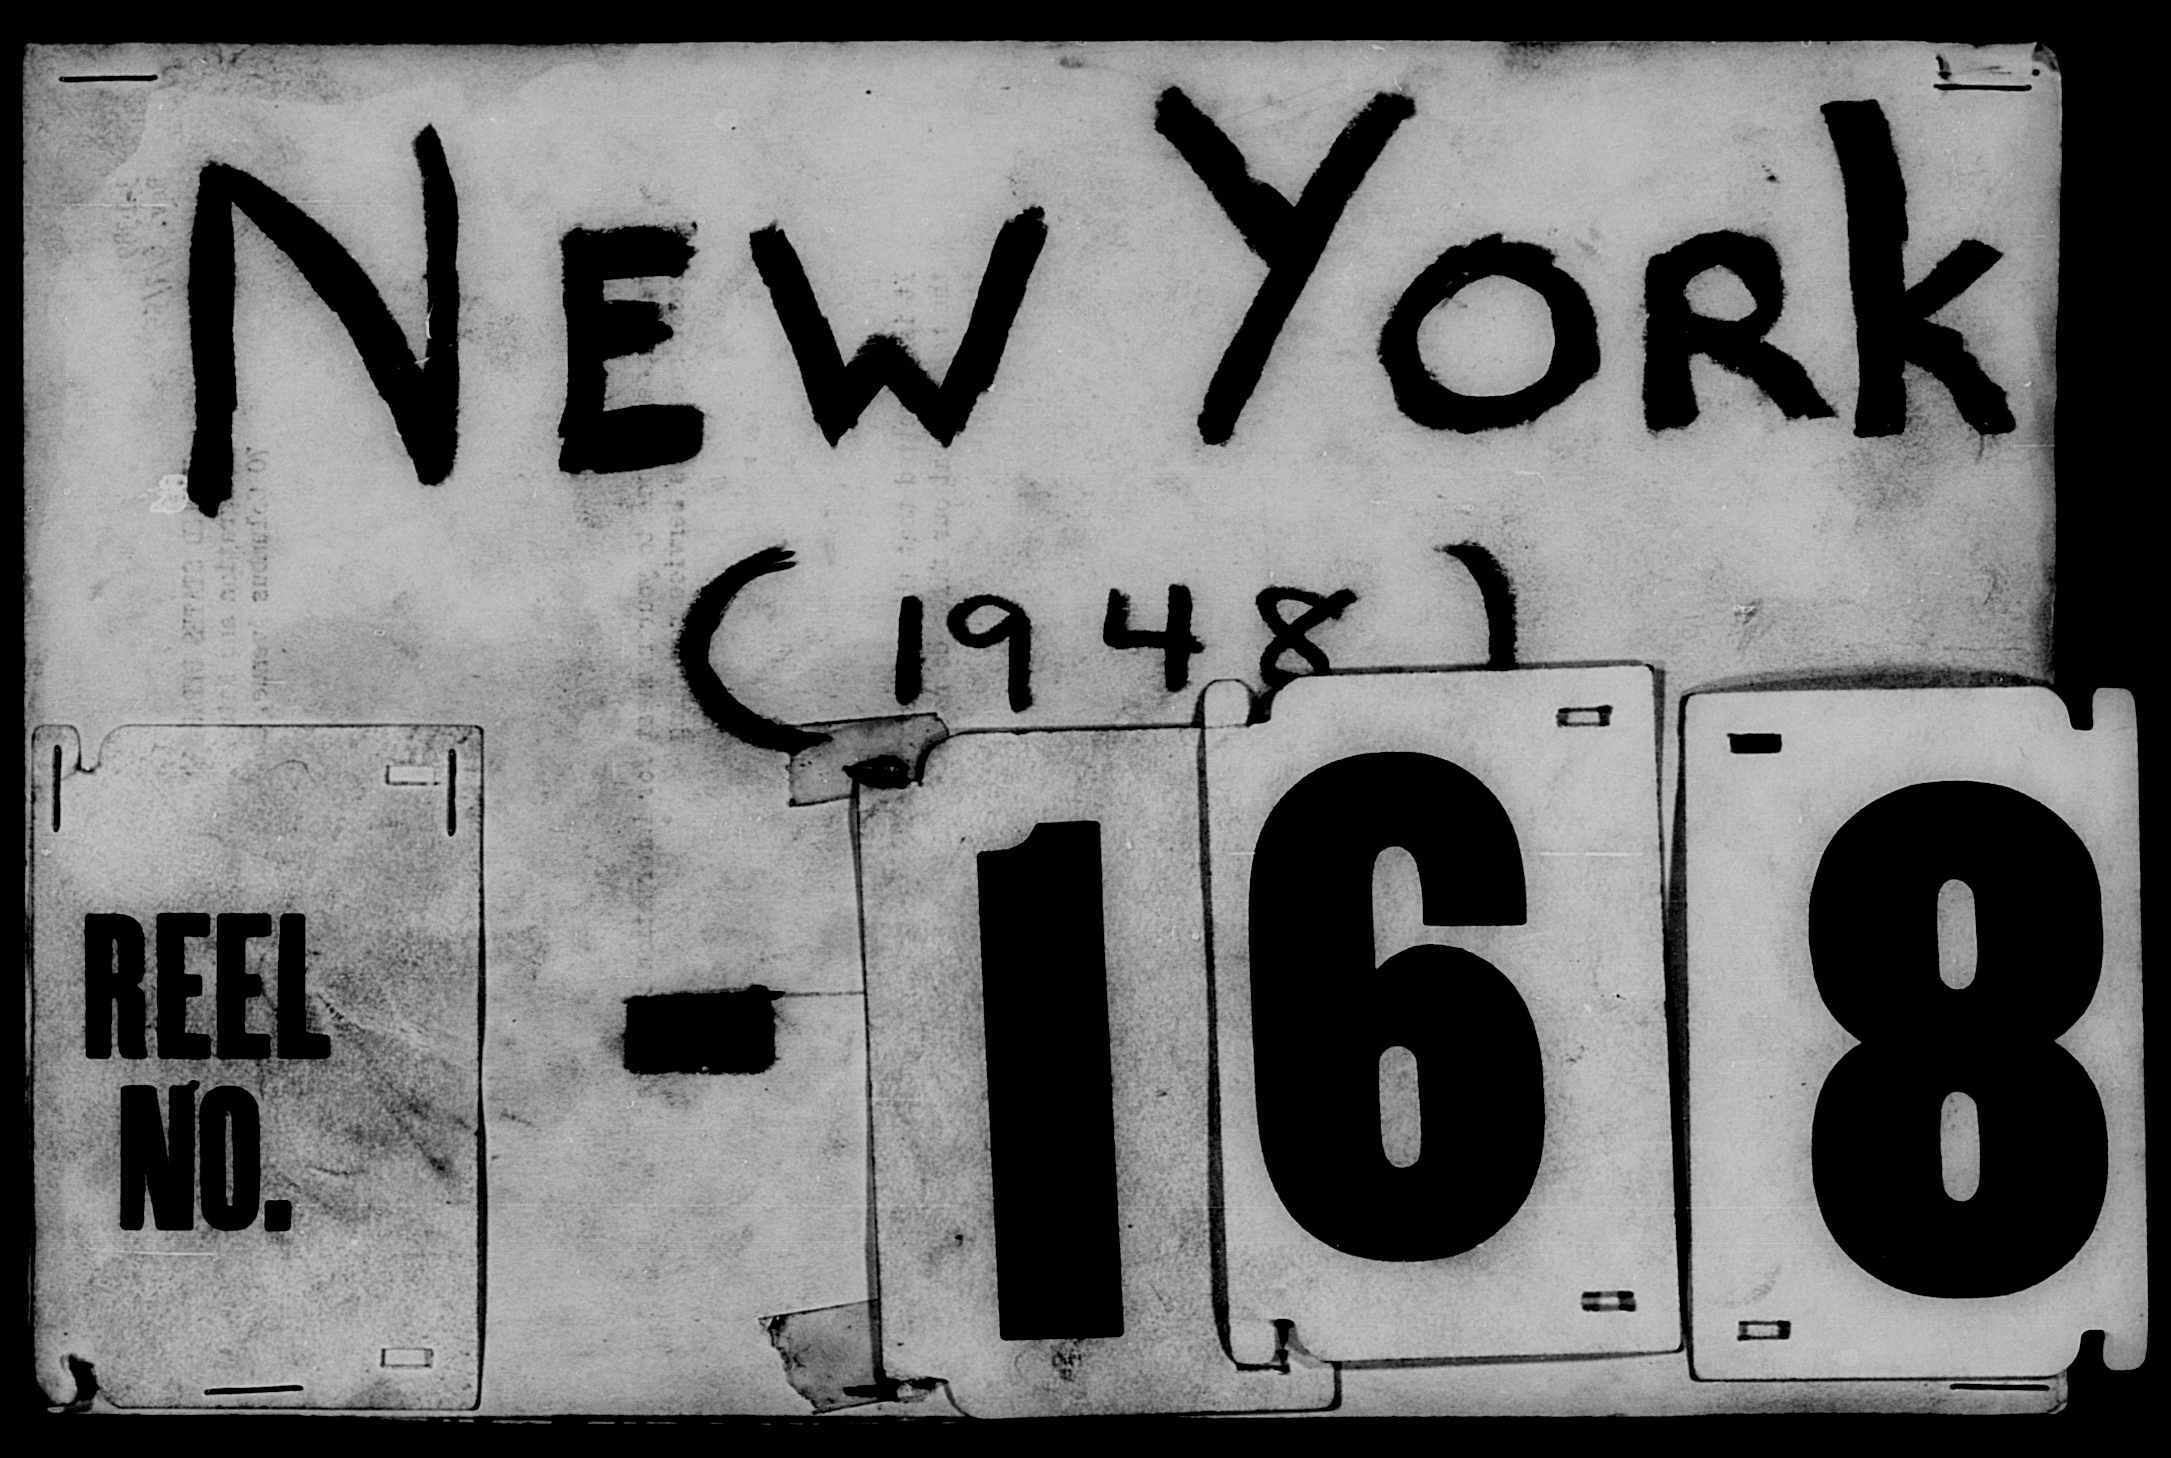 New York
(1948)
REEL
NO.
- 168